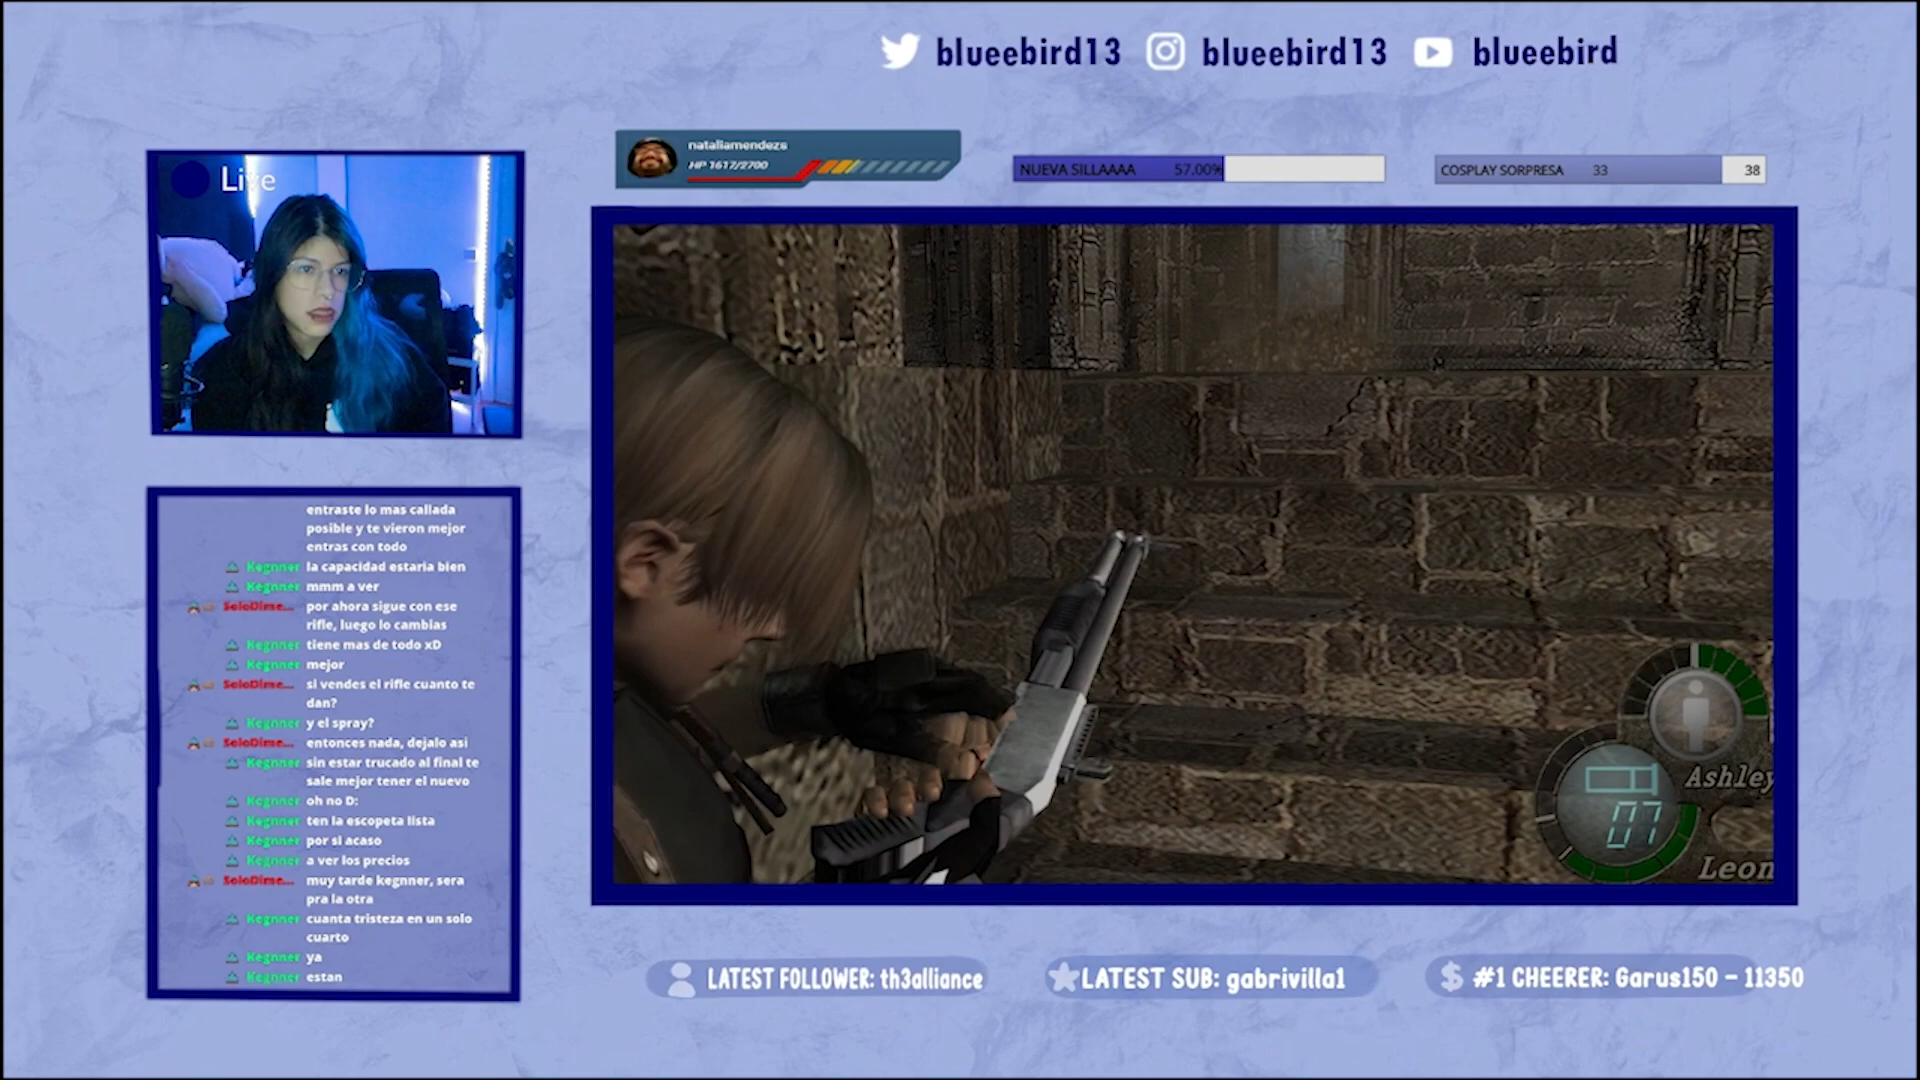 blueebird13 blueebird13 blueebird
nataliamendezs
HP 1617/2700
NUEVA SILLAAAA 57.00%
COSPLAY SORPRESA 33 38
Live
entraste lo mas callada
posible y te vieron mejor
entras con todo
Kegnner la capacidad estaria bien
Kegnner mmm a ver
SoloDime... por ahora sigue con ese
rifle, luego lo cambias
Kegnner tiene mas de todo xD
Kegnner mejor
SoloDime... si vendes el rifle cuanto te
dan?
Kegnner y el spray?
SoloDime... entonces nada, dejalo asi
Kegnner sin estar trucado al final te
sale mejor tener el nuevo
Kegnner oh no D:
Kegnner ten la escopeta lista
Kegnner por si acaso
Kegnner a ver los precios
SoloDime... muy tarde kegnner, sera
pra la otra
Kegnner cuanta tristeza en un solo
cuarto
Kegnner ya
Kegnner estan
Ashley
07
Leon
LATEST FOLLOWER: th3alliance
LATEST SUB: gabrivilla1
#1 CHEERER: Garus150 - 11350